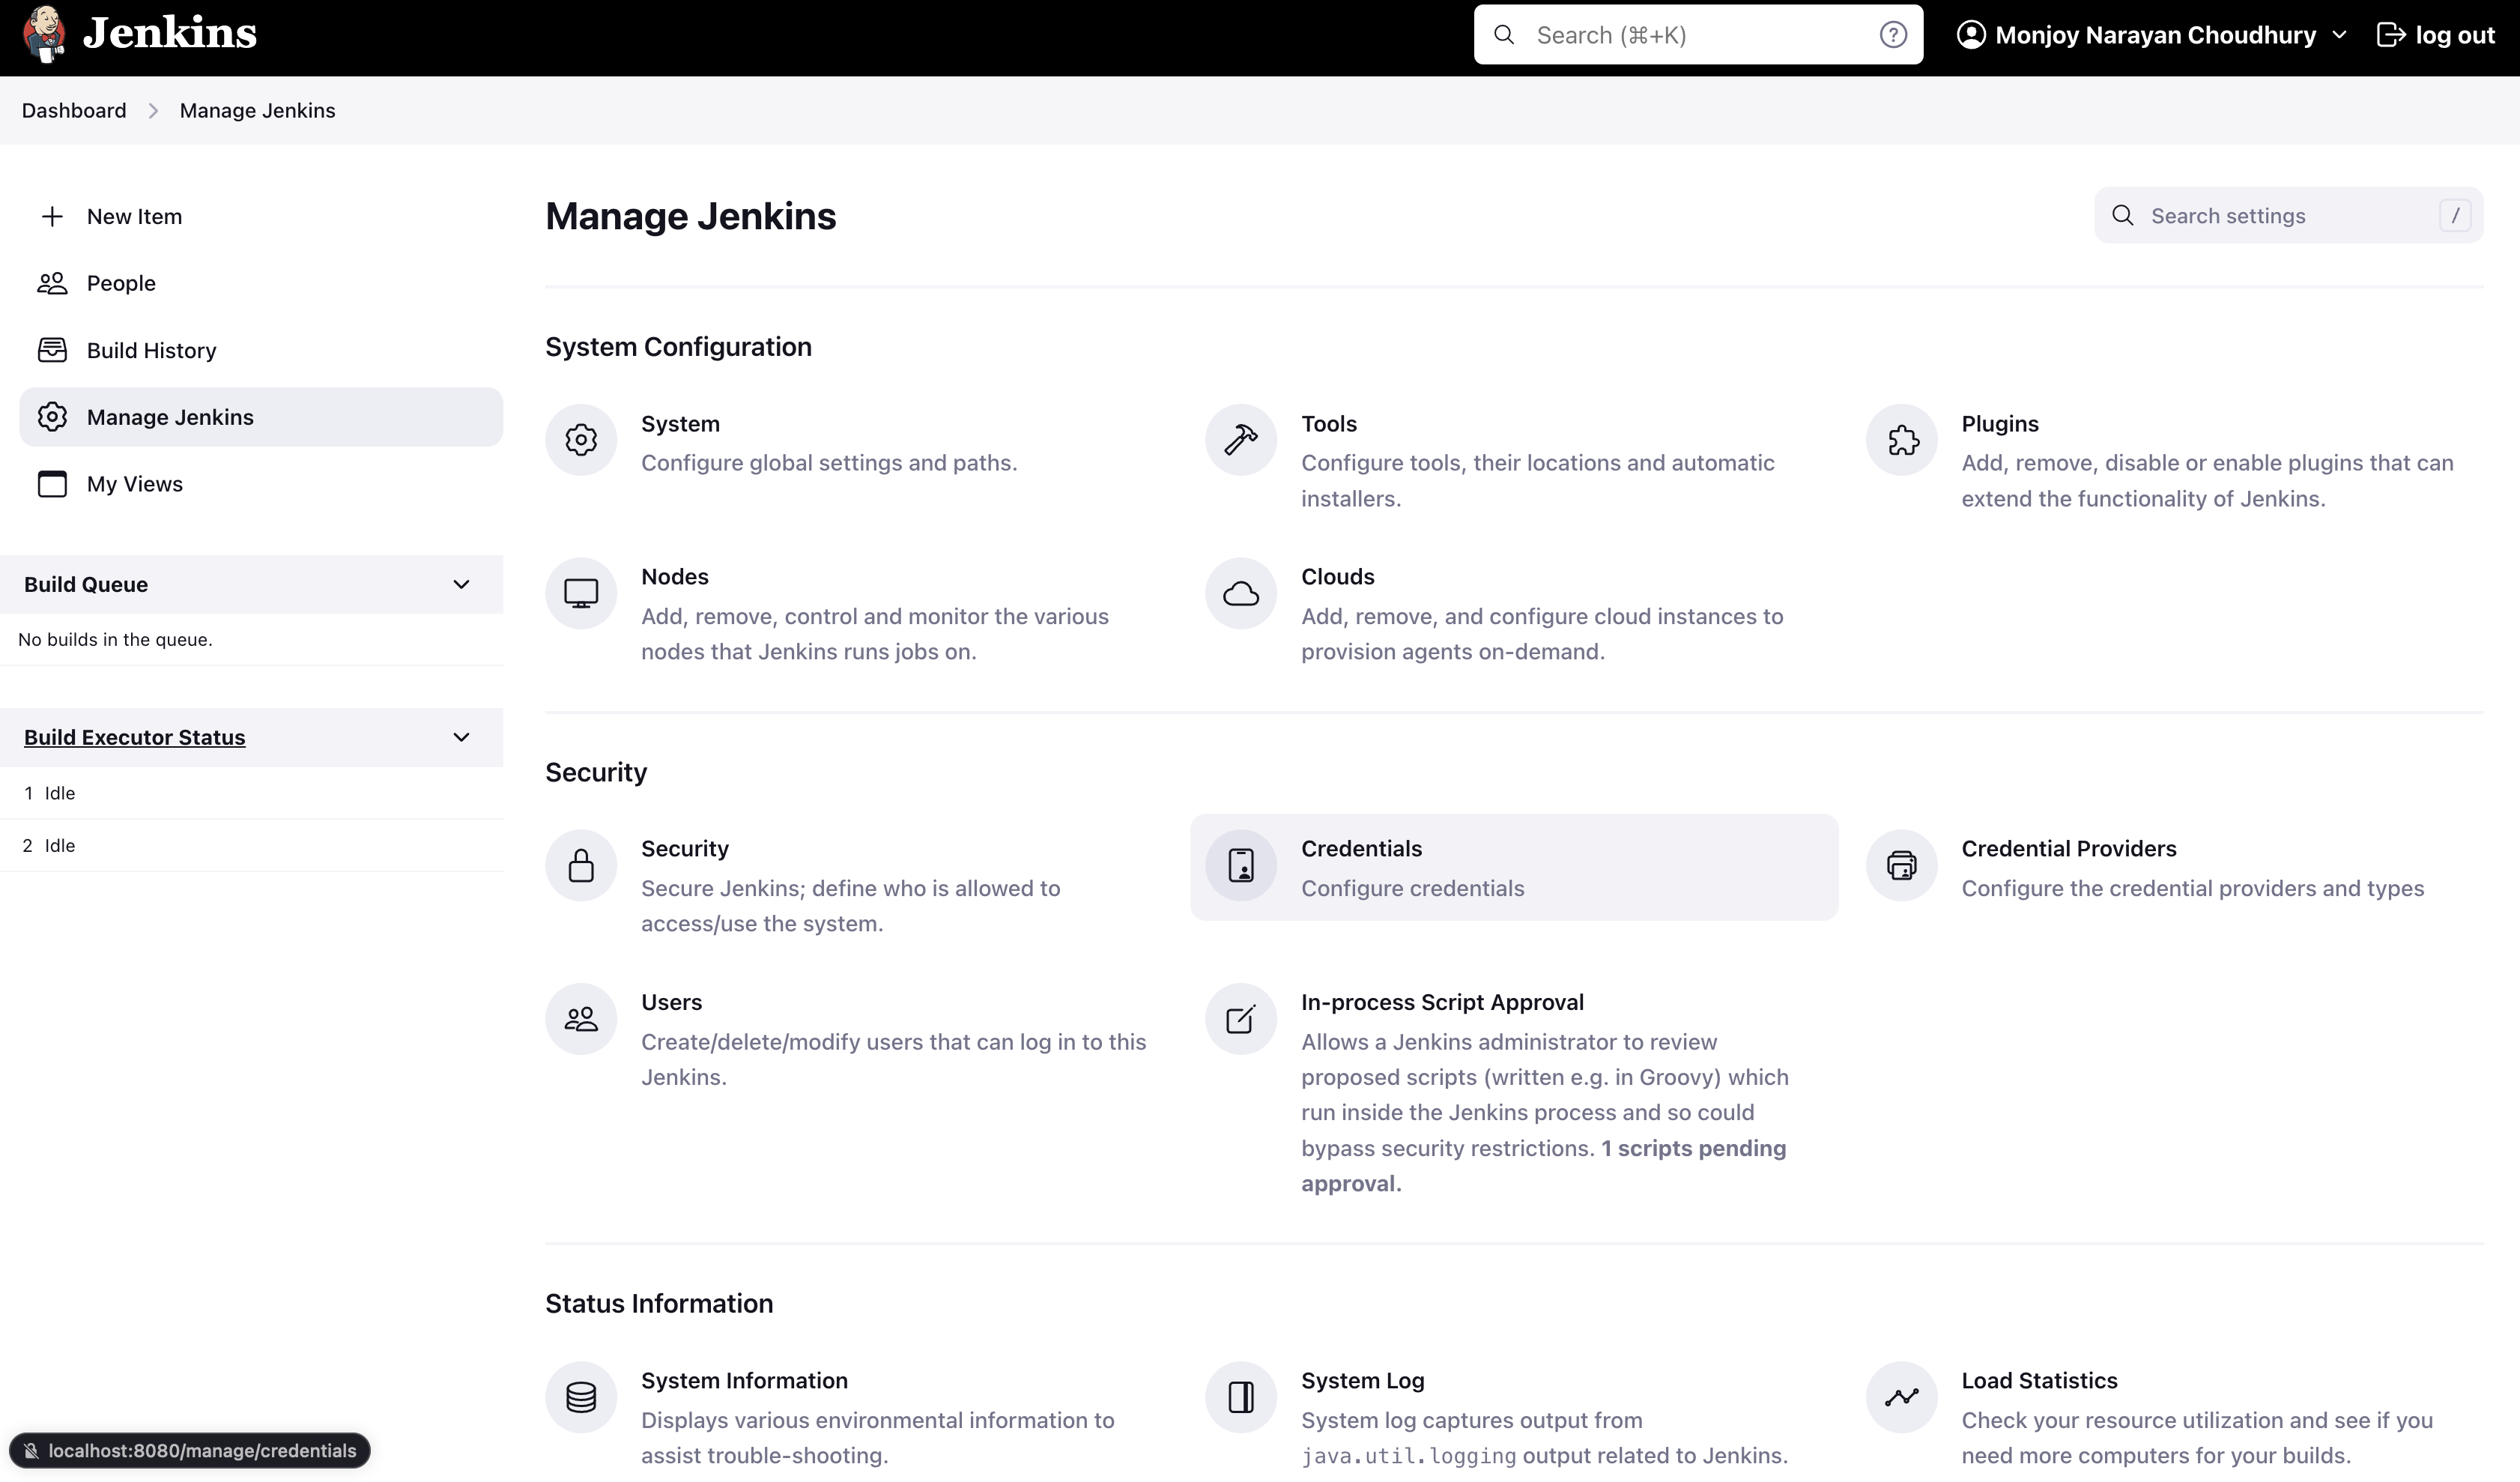 Jenkins
Search (⌘+K)
?
Monjoy Narayan Choudhury
log out
Dashboard
Manage Jenkins
New Item
People
Build History
Manage Jenkins
My Views
Build Queue
No builds in the queue.
Build Executor Status
1 Idle
2 Idle
Manage Jenkins
Search settings
/
System Configuration
System
Configure global settings and paths.
Tools
Configure tools, their locations and automatic
installers.
Plugins
Add, remove, disable or enable plugins that can
extend the functionality of Jenkins.
Nodes
Add, remove, control and monitor the various
nodes that Jenkins runs jobs on.
Clouds
Add, remove, and configure cloud instances to
provision agents on-demand.
Security
Security
Secure Jenkins; define who is allowed to
access/use the system.
Credentials
Configure credentials
Credential Providers
Configure the credential providers and types
Users
Create/delete/modify users that can log in to this
Jenkins.
In-process Script Approval
Allows a Jenkins administrator to review
proposed scripts (written e.g. in Groovy) which
run inside the Jenkins process and so could
bypass security restrictions. 1 scripts pending
approval.
Status Information
System Information
Displays various environmental information to
assist trouble-shooting.
System Log
System log captures output from
java.util.logging output related to Jenkins.
Load Statistics
Check your resource utilization and see if you
need more computers for your builds.
localhost:8080/manage/credentials